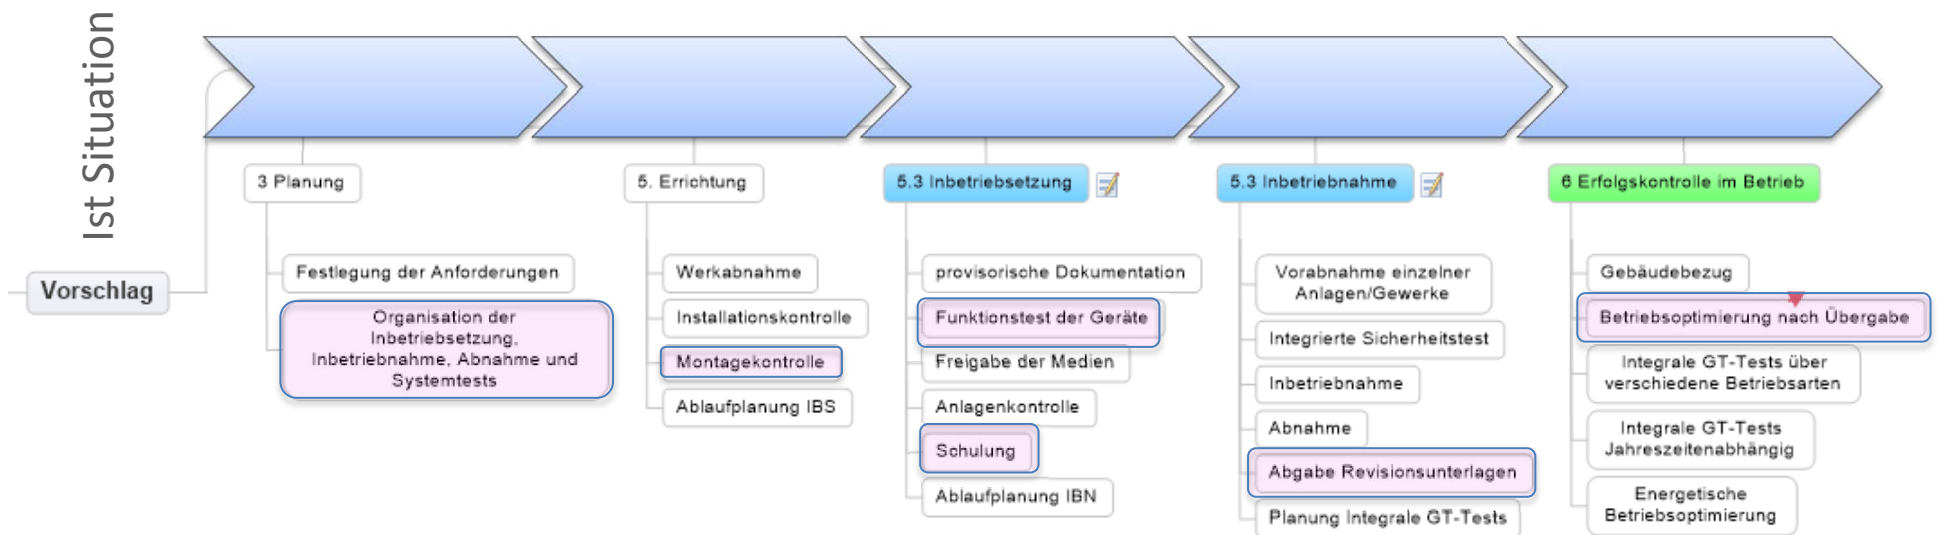 Ist Situation
Vorschlag
3 Planung
Festlegung der Anforderungen
Organisation der
Inbetriebsetzung,
Inbetriebnahme, Abnahme und
Systemtests
5. Errichtung
Werkabnahme
Installationskontrolle
Montagekontrolle
Ablaufplanung IBS
5.3 Inbetriebsetzung
provisorische Dokumentation
Funktionstest der Geräte
Freigabe der Medien
Anlagenkontrolle
Schulung
Ablaufplanung IBN
5.3 Inbetriebnahme
Vorabnahme einzelner
Anlagen/Gewerke
Integrierte Sicherheitstest
Inbetriebnahme
Abnahme
Abgabe Revisionsunterlagen
Planung Integrale GT-Tests
6 Erfolgskontrolle im Betrieb
Gebäudebezug
Betriebsoptimierung nach Übergabe
Integrale GT-Tests über
verschiedene Betriebsarten
Integrale GT-Tests
Jahreszeitenabhängig
Energetische
Betriebsoptimierung